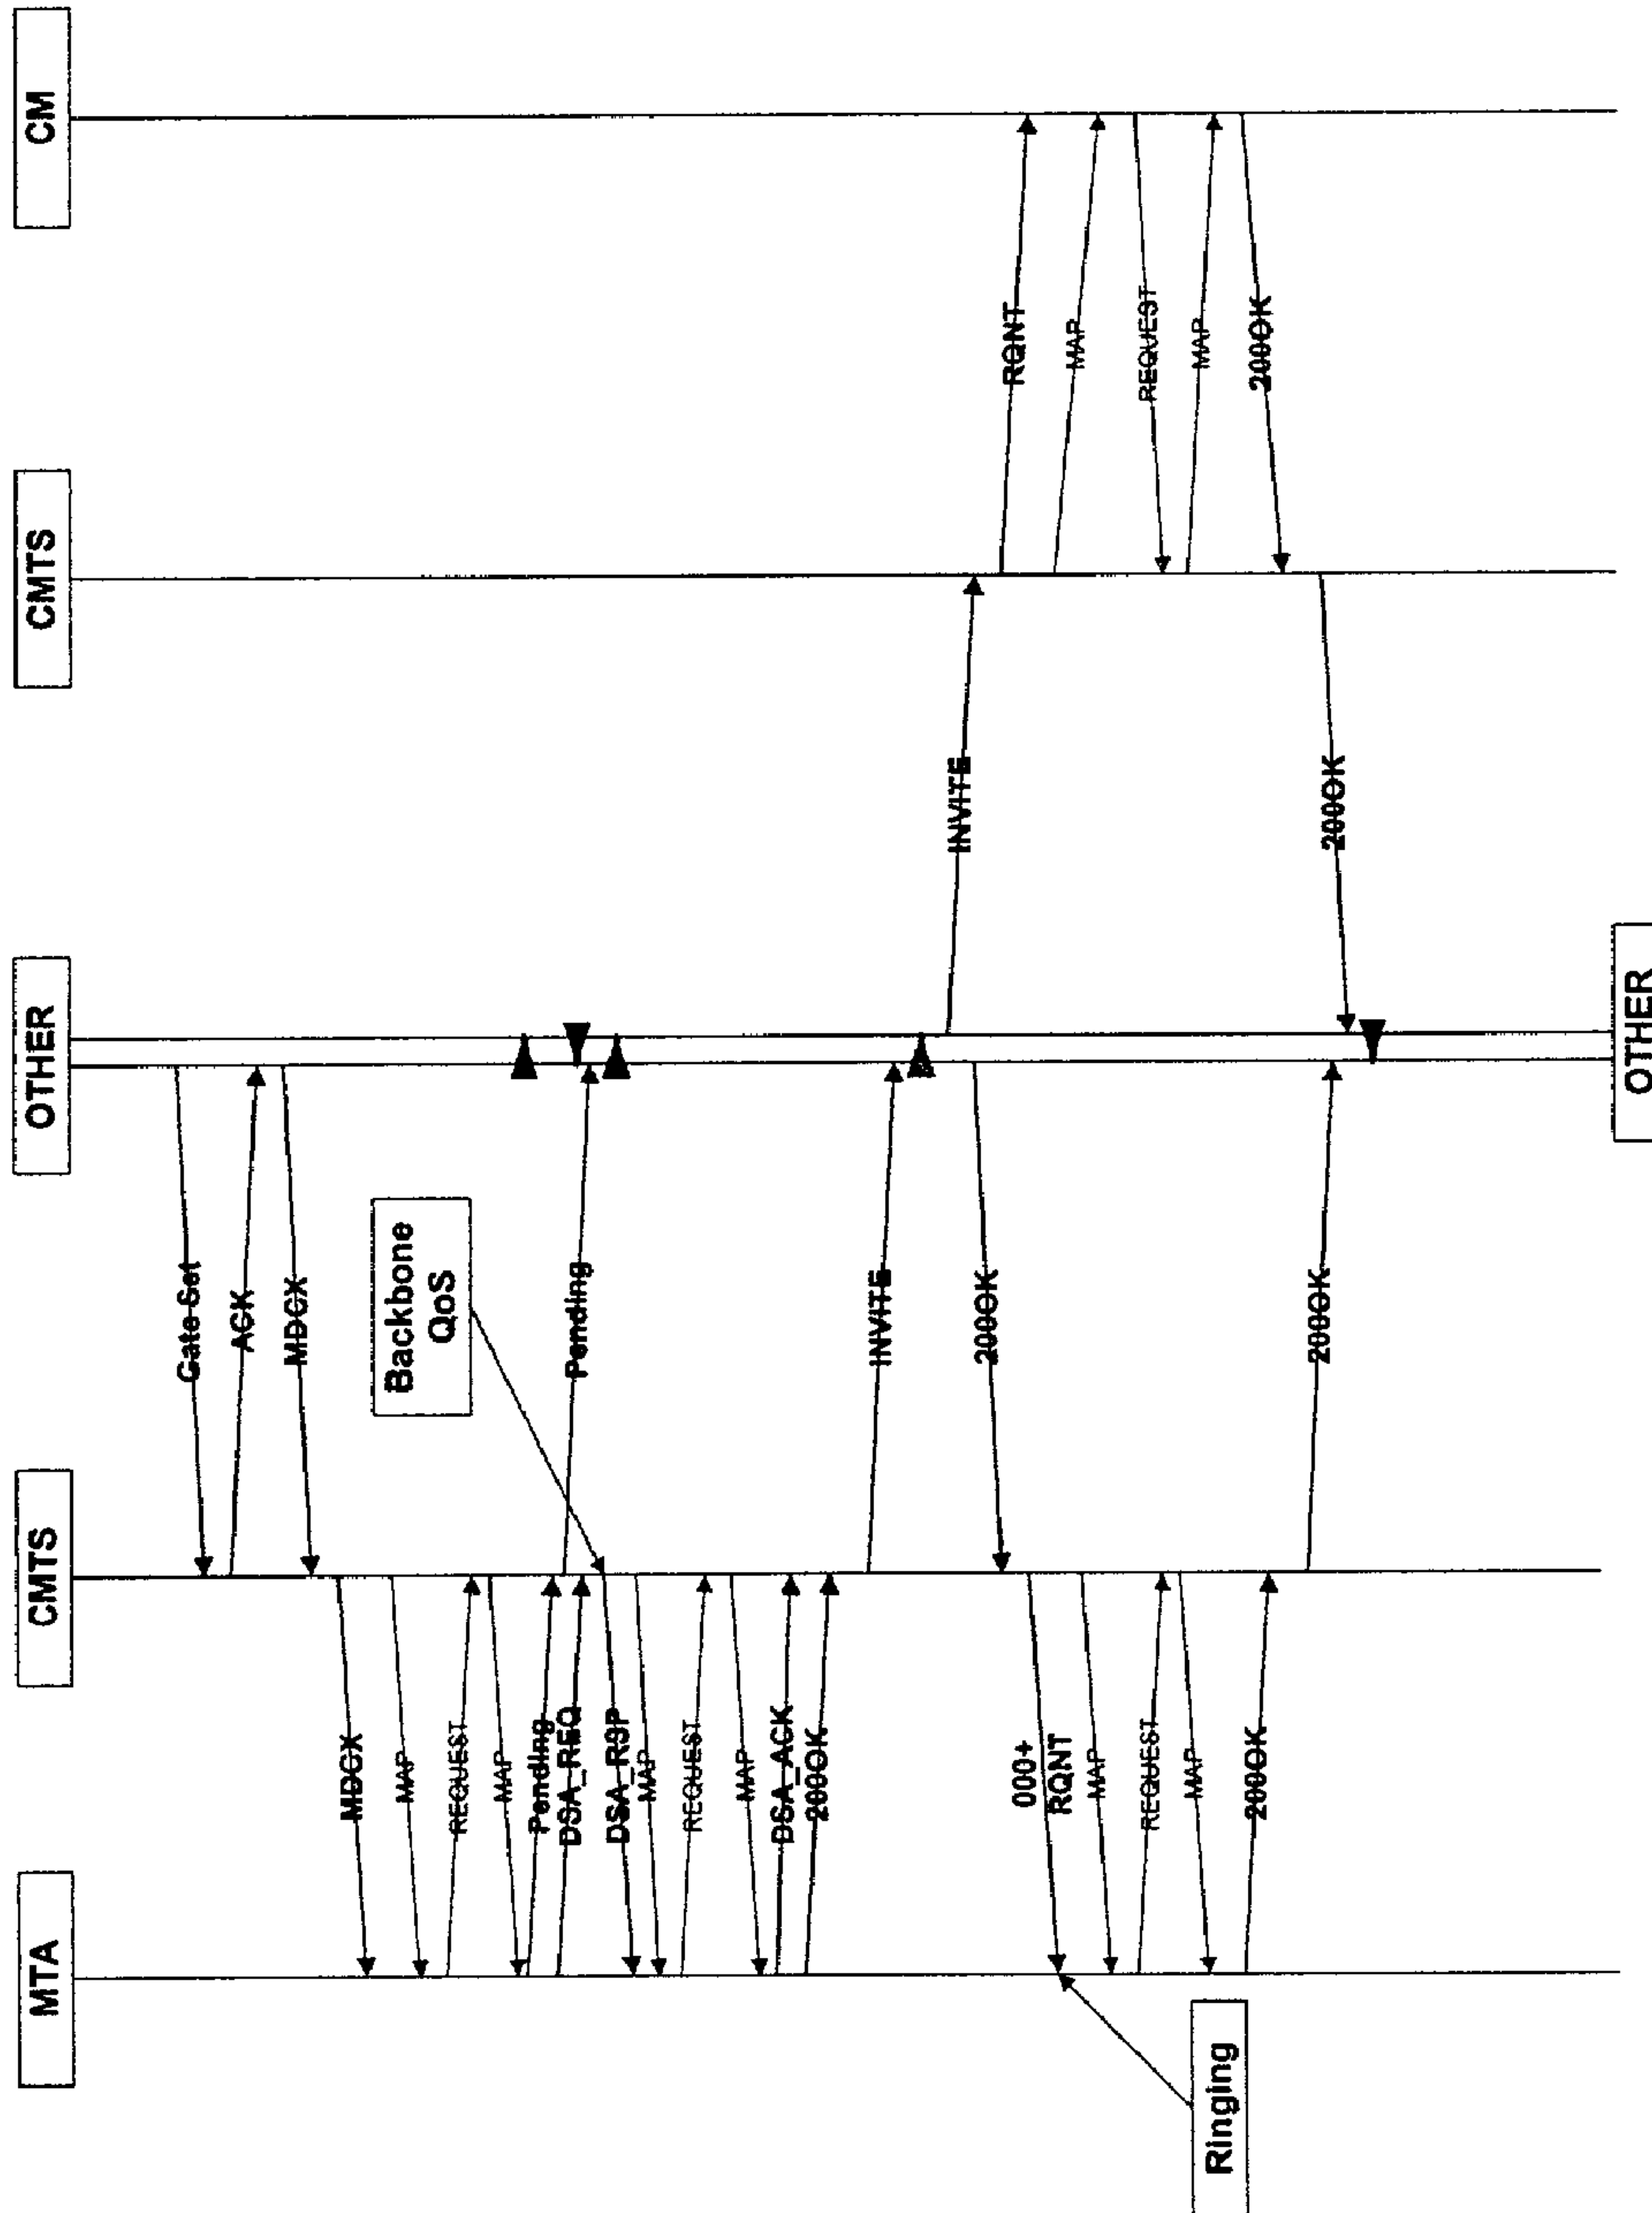 MTA
CMTS
OTHER
CMTS
CM
Gate Set
ACK
MDCX
MDCX
Backbone
QoS
MAP
REQUEST
MAP
Pending
DSA_REQ
Pending
DSA_RSP
MAP
REQUEST
MAP
DSA_ACK
200OK
INVITE
INVITE
200OK
RQNT
000+
RQNT
MAP
MAP
REQUEST
REQUEST
MAP
MAP
Ringing
200OK
200OK
200OK
200OK
OTHER